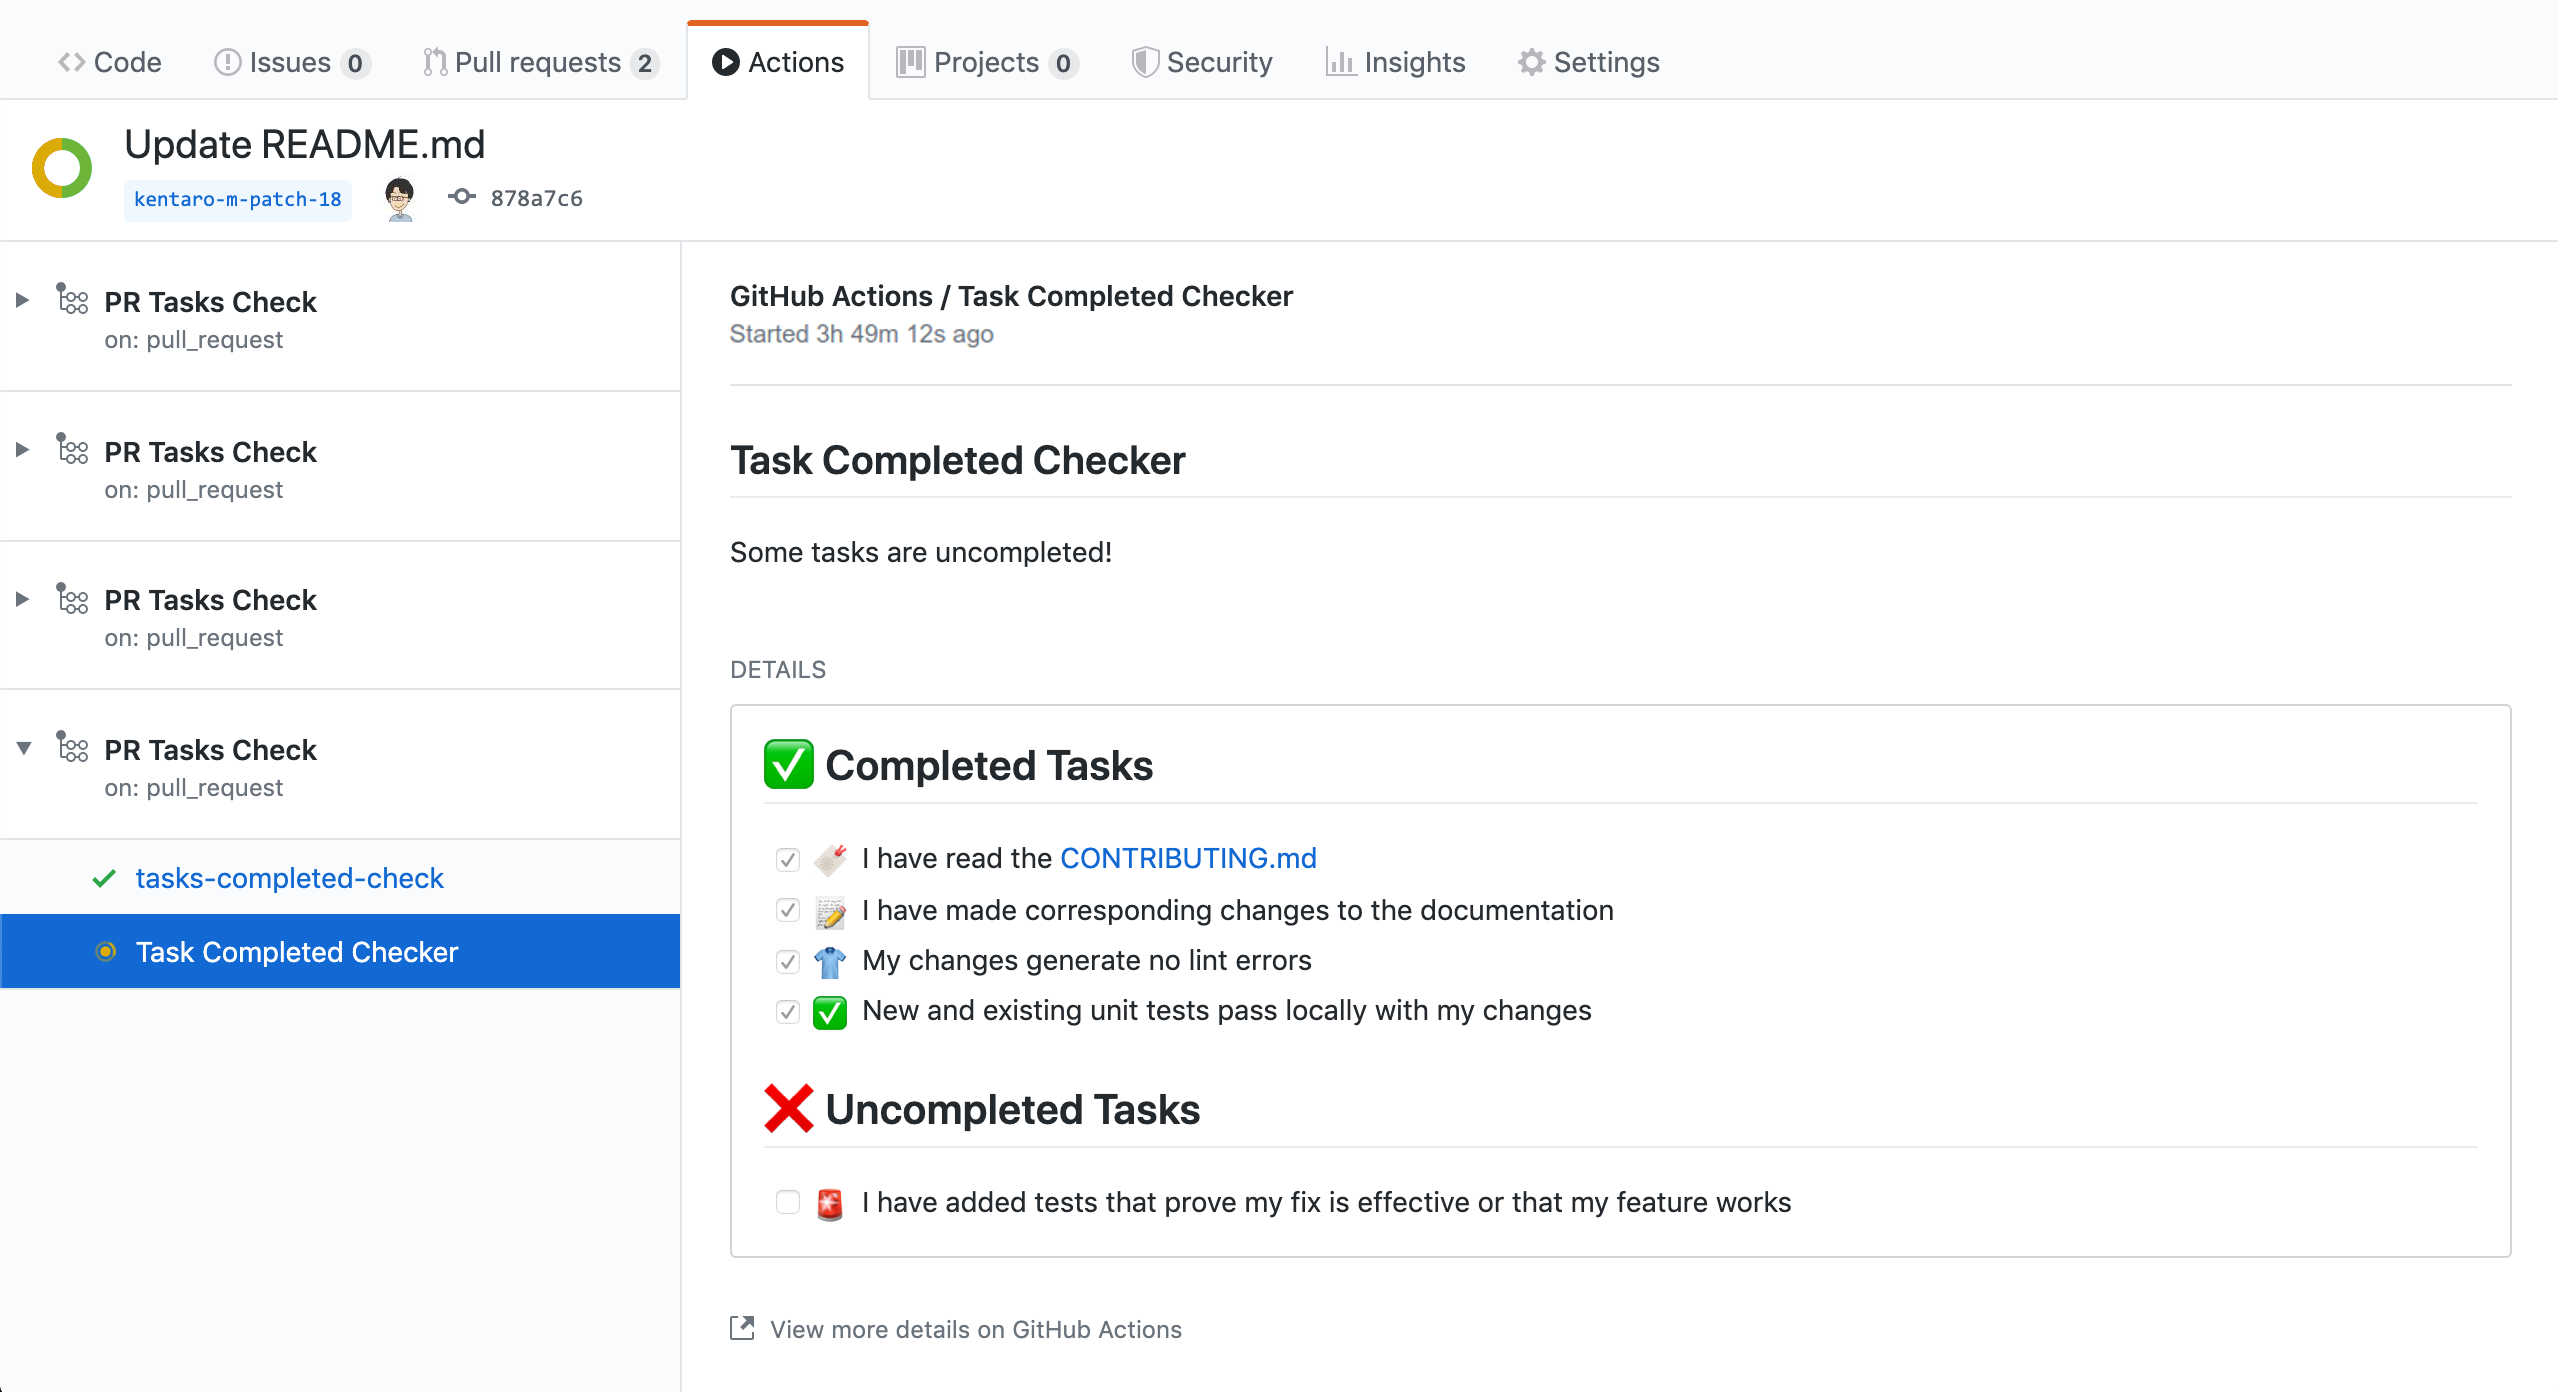 Code Issues 0 Pull requests 2 Actions Projects 0 Security Insights Settings
Update README.md
kentaro-m-patch-18 878a7c6
PR Tasks Check
on: pull_request
PR Tasks Check
on: pull_request
PR Tasks Check
on: pull_request
PR Tasks Check
on: pull_request
tasks-completed-check
Task Completed Checker
GitHub Actions / Task Completed Checker
Started 3h 49m 12s ago
Task Completed Checker
Some tasks are uncompleted!
DETAILS
✅ Completed Tasks
I have read the CONTRIBUTING.md
I have made corresponding changes to the documentation
My changes generate no lint errors
New and existing unit tests pass locally with my changes
❌ Uncompleted Tasks
I have added tests that prove my fix is effective or that my feature works
View more details on GitHub Actions